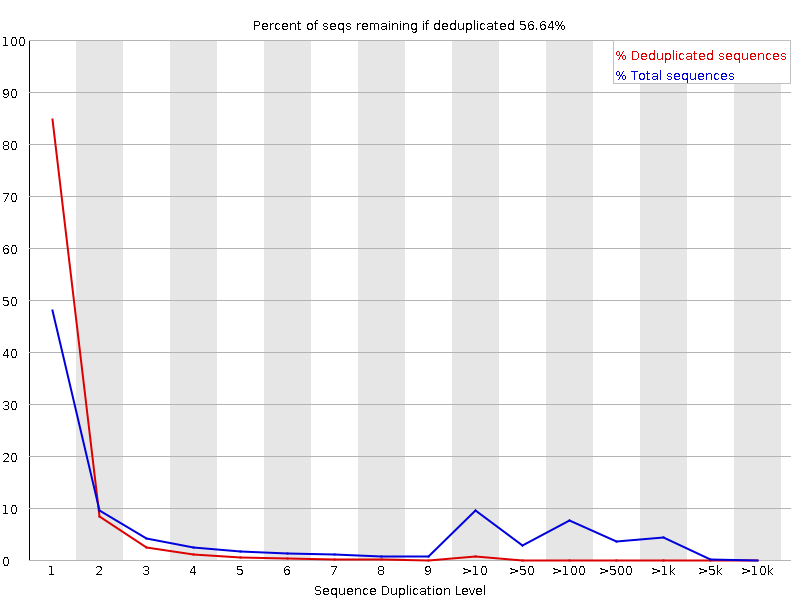 Percent of seqs remaining if deduplicated 56.64%
% Deduplicated sequences
% Total sequences
100
90
80
70
60
50
40
30
20
10
0
1 2 3 4 5 6 7 8 9 >10 >50 >100 >500 >1k >5k >10k
Sequence Duplication Level